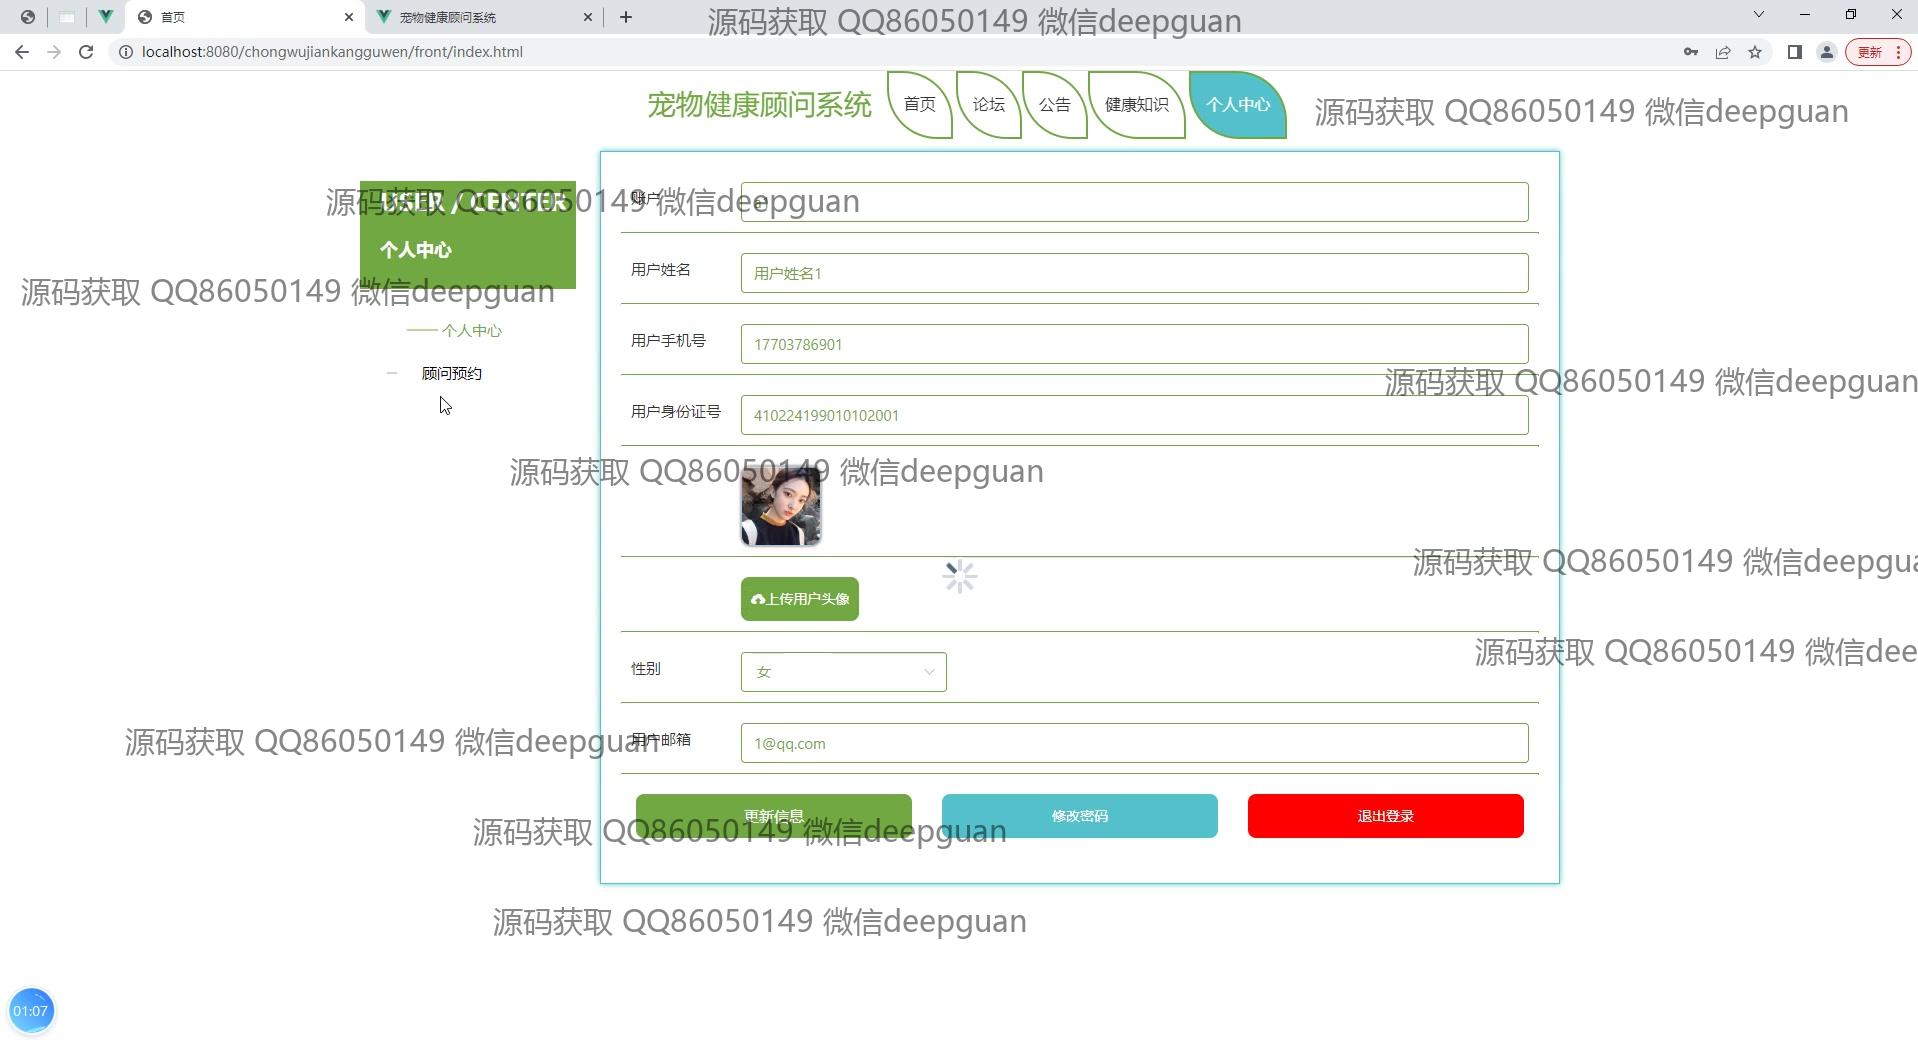 首页
宠物健康顾问系统
源码获取 QQ86050149 微信deepguan
localhost:8080/chongwujiankangguwen/front/index.html
更新
宠物健康顾问系统
首页
论坛
公告
健康知识
个人中心
源码获取 QQ86050149 微信deepguan
USER / CENTER
个人中心
源码获取 QQ86050149 微信deepguan
账户
a1
用户姓名
用户姓名1
源码获取 QQ86050149 微信deepguan
个人中心
用户手机号
17703786901
顾问预约
源码获取 QQ86050149 微信deepguan
用户身份证号
410224199010102001
源码获取 QQ86050149 微信deepguan
源码获取 QQ86050149 微信deepgua
上传用户头像
源码获取 QQ86050149 微信dee
性别
女
源码获取 QQ86050149 微信deepguan
用户邮箱
1@qq.com
更新信息
修改密码
退出登录
源码获取 QQ86050149 微信deepguan
源码获取 QQ86050149 微信deepguan
01:07